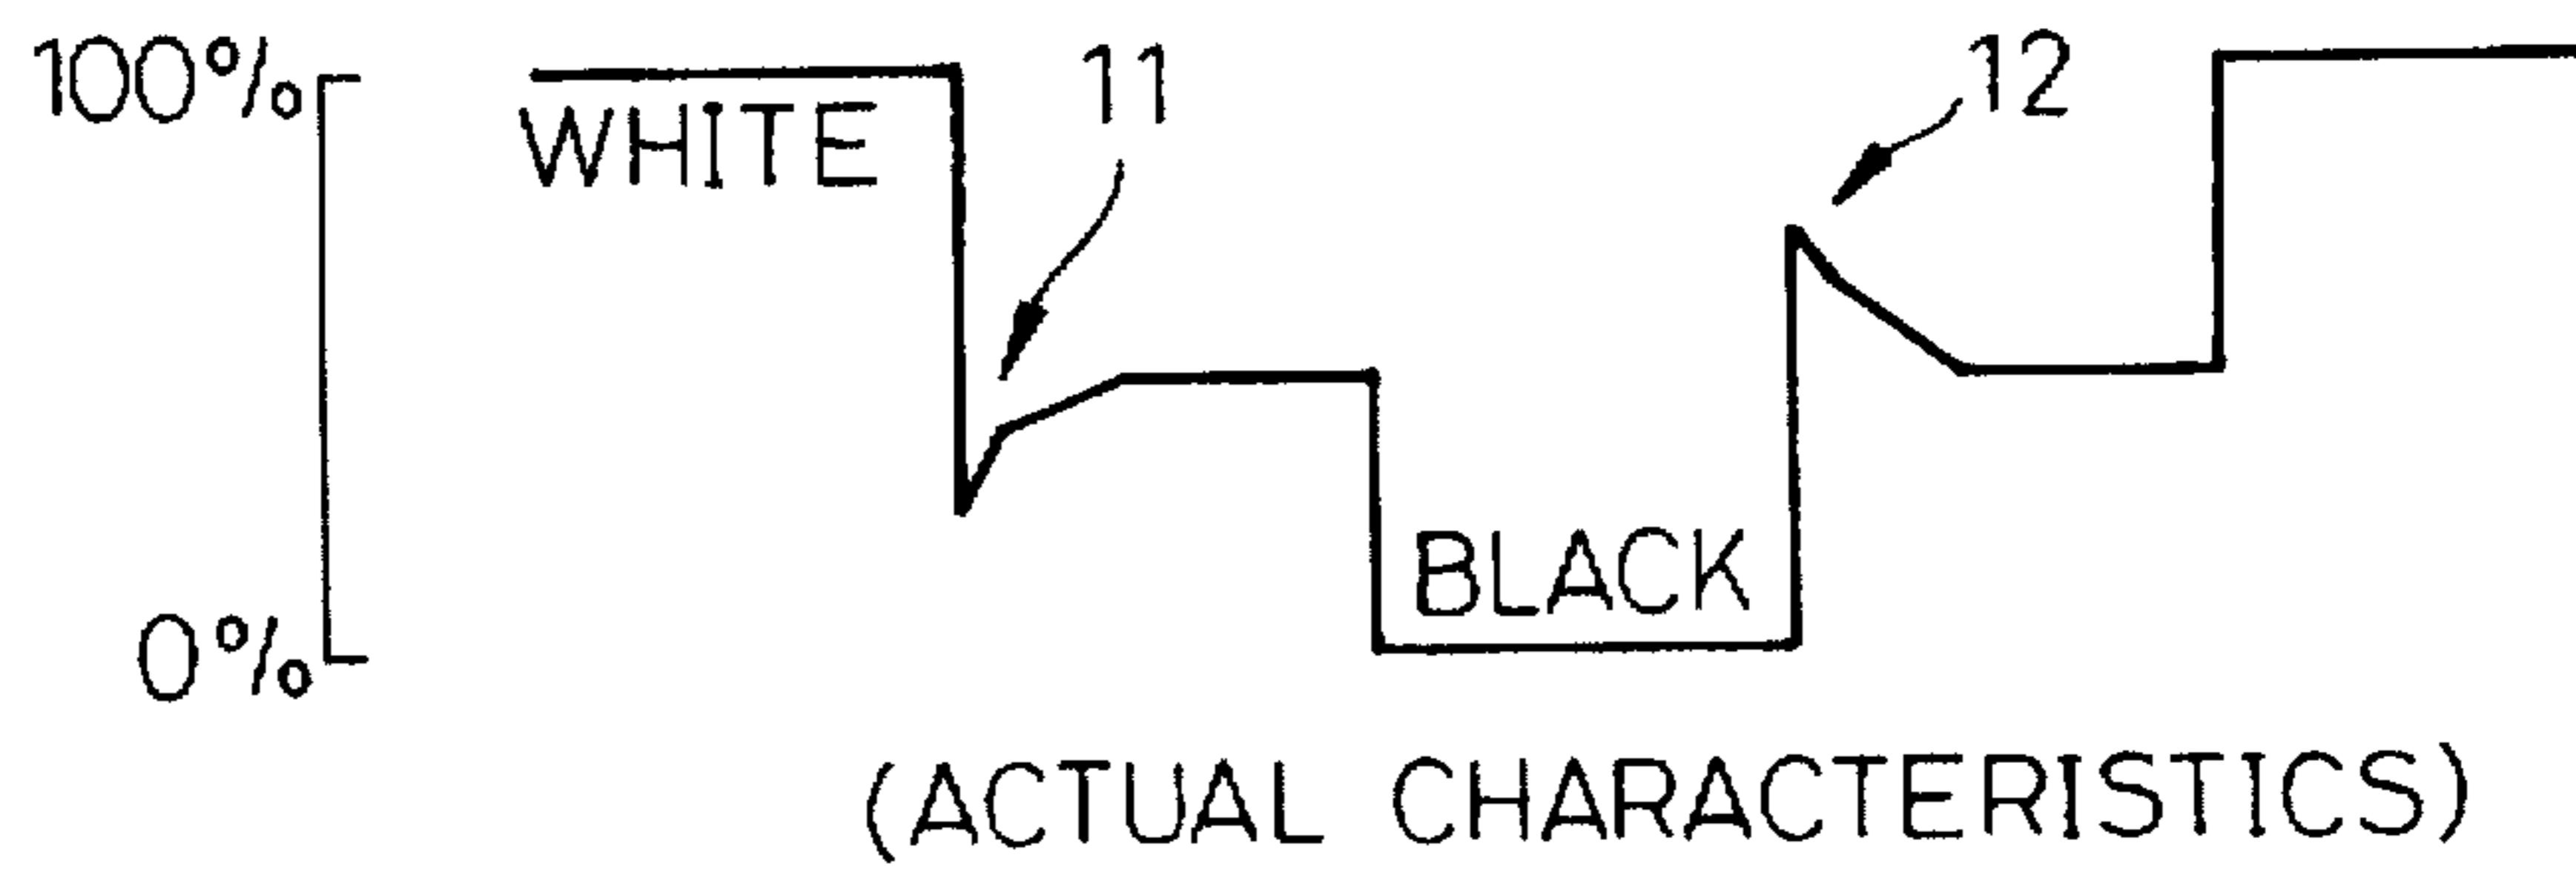 100%
11
12
WHITE
BLACK
0%
(ACTUAL CHARACTERISTICS)